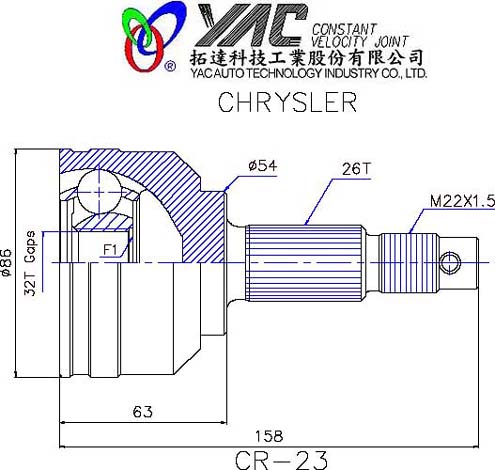 YAC
CONSTANT
VELOCITY JOINT
®
拓達科技工業股份有限公司
YAC AUTO TECHNOLOGY INDUSTRY CO., LTD.
CHRYSLER
ø54
26T
M22X1.5
ø86
32T Gaps
F1
63
158
CR-23